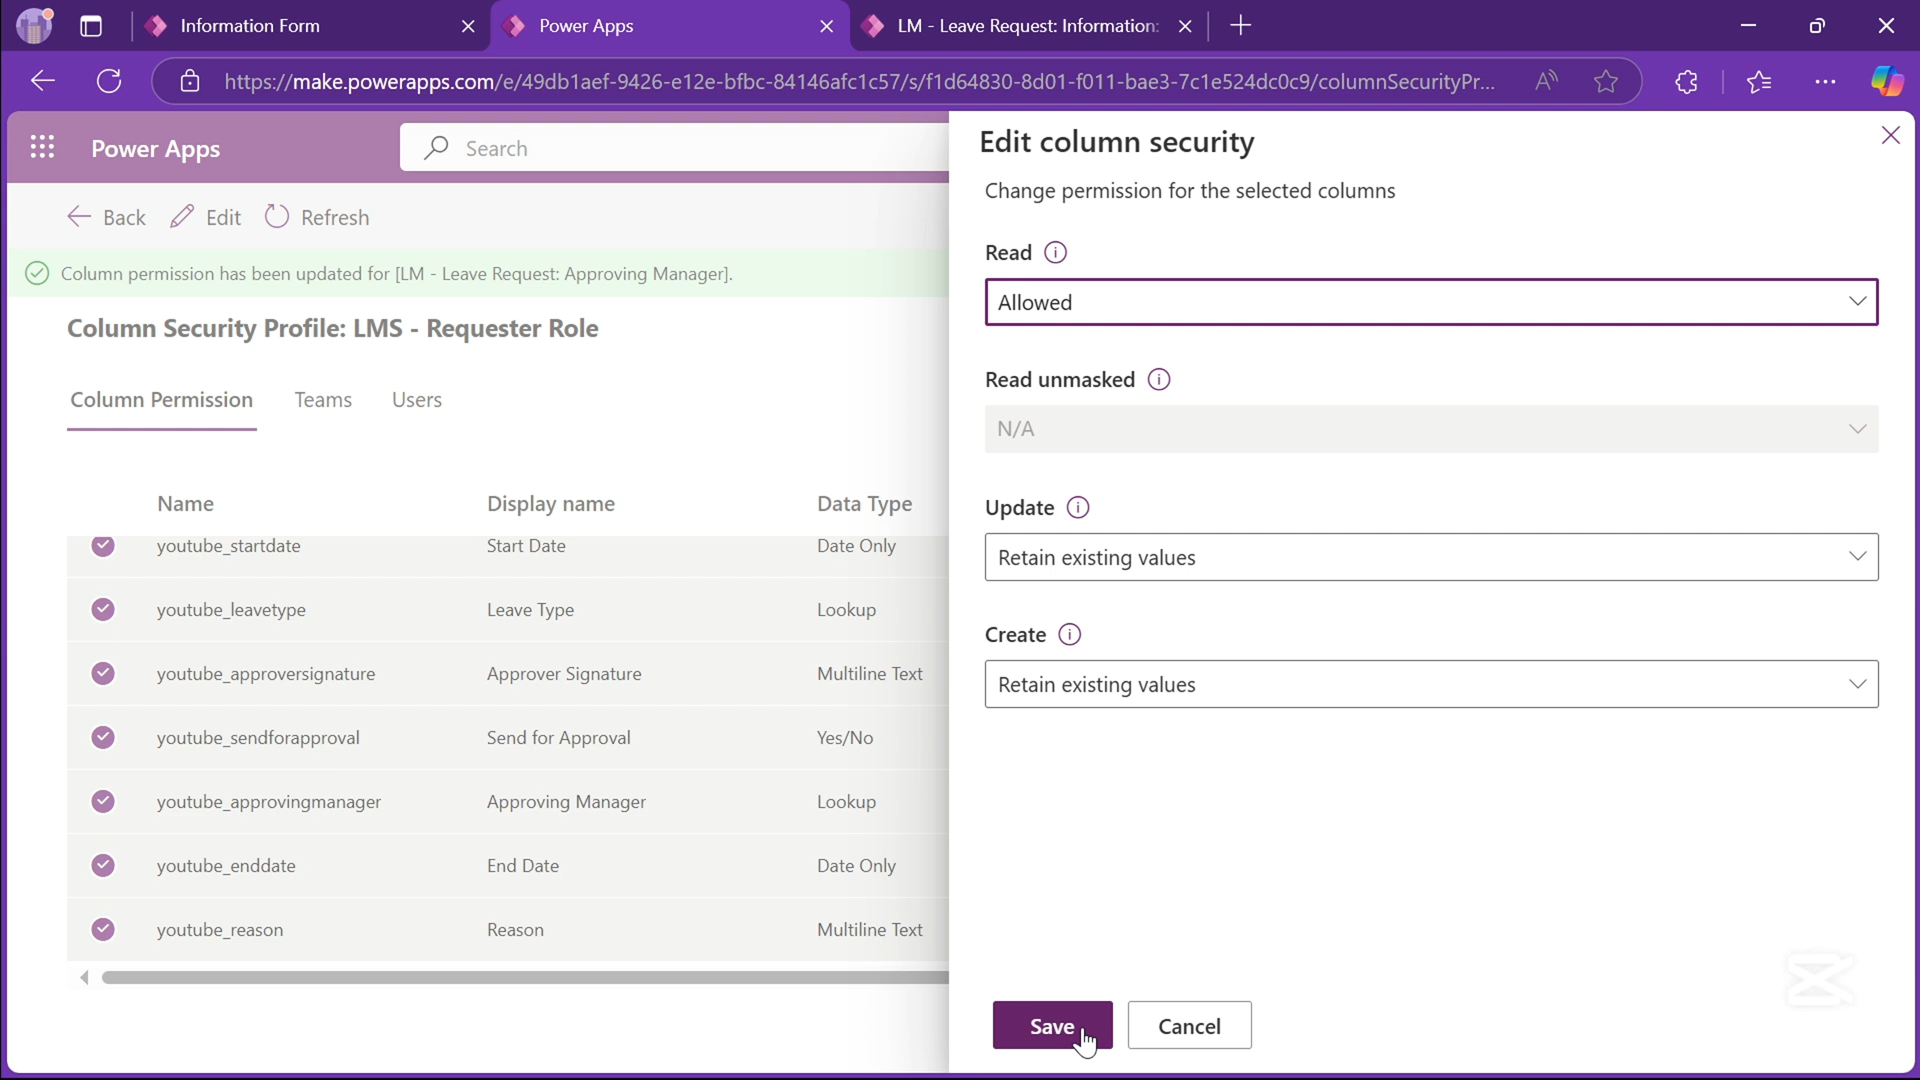 Information Form
Power Apps
LM - Leave Request: Information:
https://make.powerapps.com/e/49db1aef-9426-e12e-bfbc-84146afc1c57/s/f1d64830-8d01-f011-bae3-7c1e524dc0c9/columnSecurityPr...
Power Apps
Search
Back
Edit
Refresh
Column permission has been updated for [LM - Leave Request: Approving Manager].
Column Security Profile: LMS - Requester Role
Column Permission
Teams
Users
Name Display name Data Type
youtube_startdate Start Date Date Only
youtube_leavetype Leave Type Lookup
youtube_approversignature Approver Signature Multiline Text
youtube_sendforapproval Send for Approval Yes/No
youtube_approvingmanager Approving Manager Lookup
youtube_enddate End Date Date Only
youtube_reason Reason Multiline Text
Edit column security
Change permission for the selected columns
Read
Allowed
Read unmasked
N/A
Update
Retain existing values
Create
Retain existing values
Save
Cancel